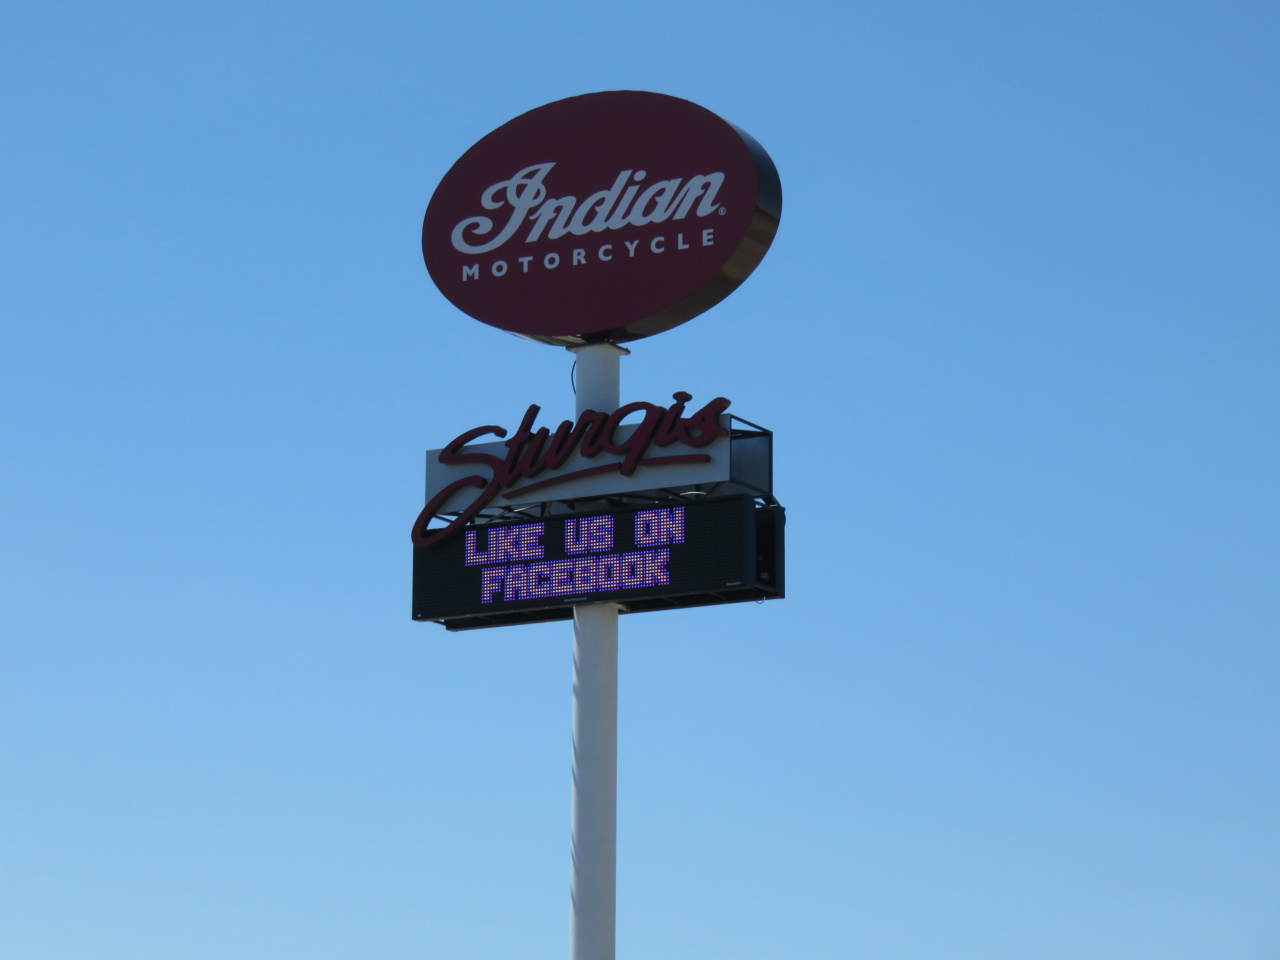 Indian®
MOTORCYCLE
Sturgis
LIKE US ON
FACEBOOK